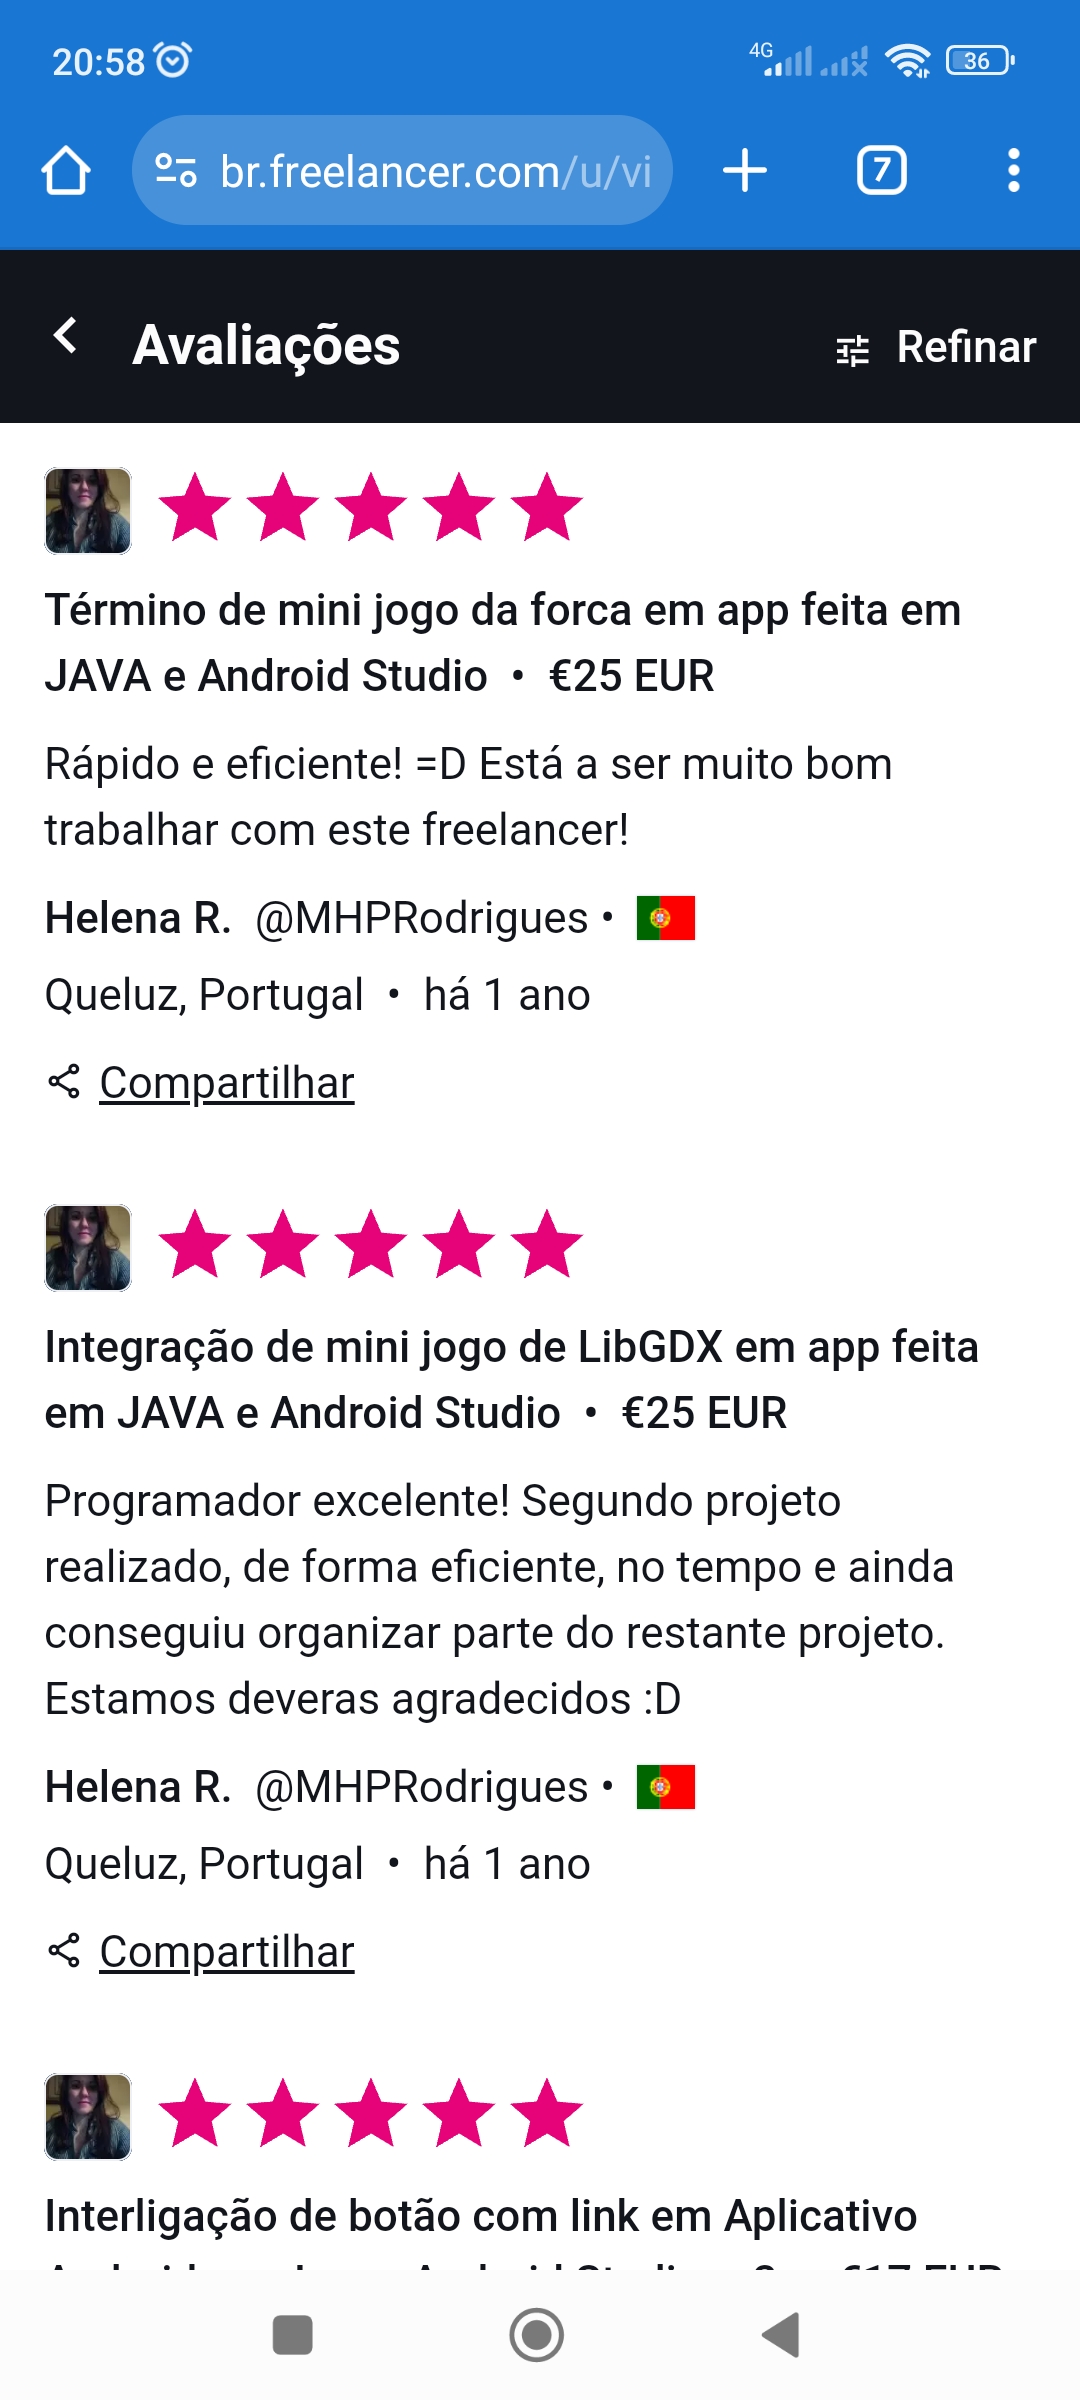 20:58
4G
36
br.freelancer.com/u/vi
7
Avaliações
Refinar
Término de mini jogo da forca em app feita em
JAVA e Android Studio • €25 EUR
Rápido e eficiente! =D Está a ser muito bom
trabalhar com este freelancer!
Helena R. @MHPRodrigues •
Queluz, Portugal • há 1 ano
Compartilhar
Integração de mini jogo de LibGDX em app feita
em JAVA e Android Studio • €25 EUR
Programador excelente! Segundo projeto
realizado, de forma eficiente, no tempo e ainda
conseguiu organizar parte do restante projeto.
Estamos deveras agradecidos :D
Helena R. @MHPRodrigues •
Queluz, Portugal • há 1 ano
Compartilhar
Interligação de botão com link em Aplicativo